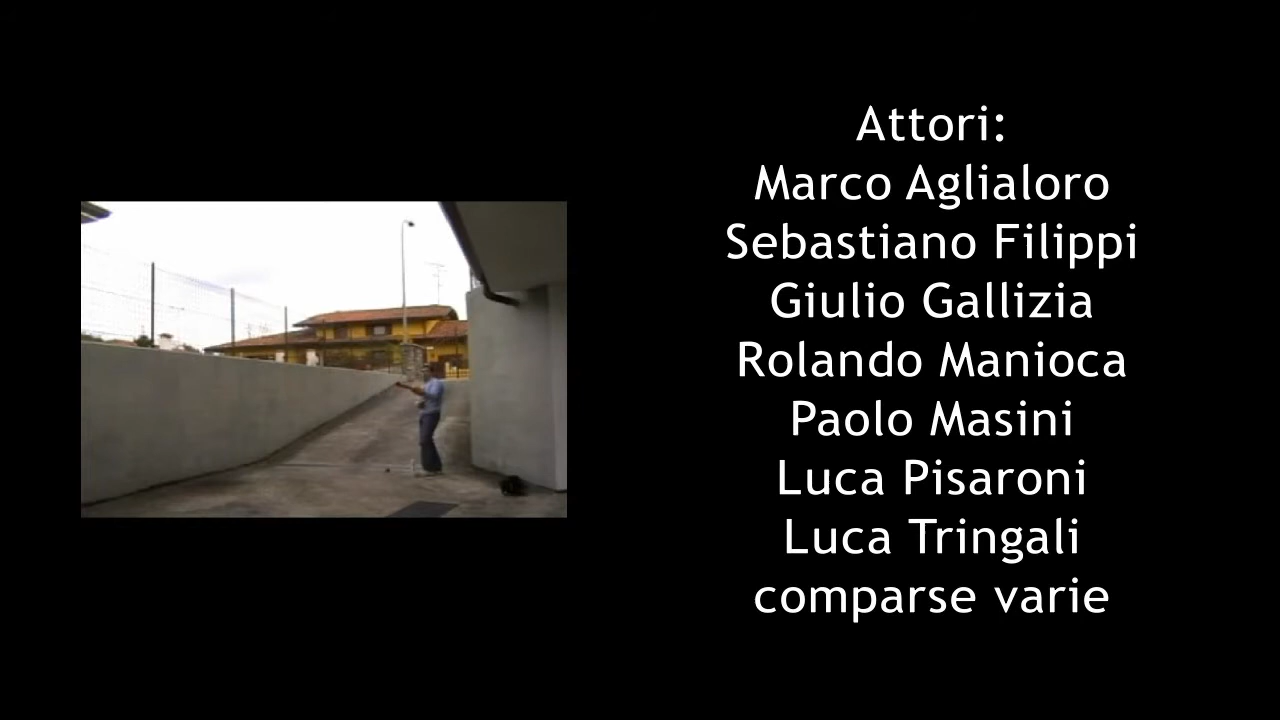 Attori:
Marco Aglialoro
Sebastiano Filippi
Giulio Gallizia
Rolando Manioca
Paolo Masini
Luca Pisaroni
Luca Tringali
comparse varie